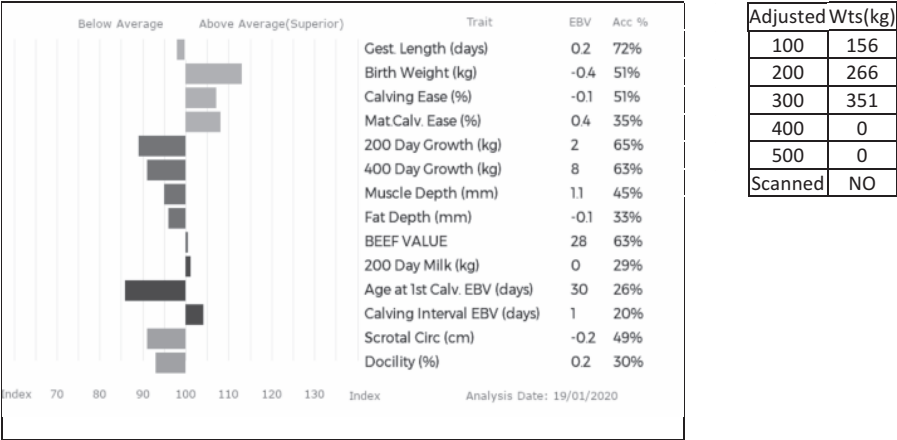 Below Average Above Average(Superior) Trait EBV Acc %
Gest. Length (days) 0.2 72%
Birth Weight (kg) -0.4 51%
Calving Ease (%) -0.1 51%
Mat.Calv. Ease (%) 0.4 35%
200 Day Growth (kg) 2 65%
400 Day Growth (kg) 8 63%
Muscle Depth (mm) 1.1 45%
Fat Depth (mm) -0.1 33%
BEEF VALUE 28 63%
200 Day Milk (kg) 0 29%
Age at 1st Calv. EBV (days) 30 26%
Calving Interval EBV (days) 1 20%
Scrotal Circ (cm) -0.2 49%
Docility (%) 0.2 30%
Index 70 80 90 100 110 120 130 Index Analysis Date: 19/01/2020
Adjusted Wts(kg)
100 156
200 266
300 351
400 0
500 0
Scanned NO